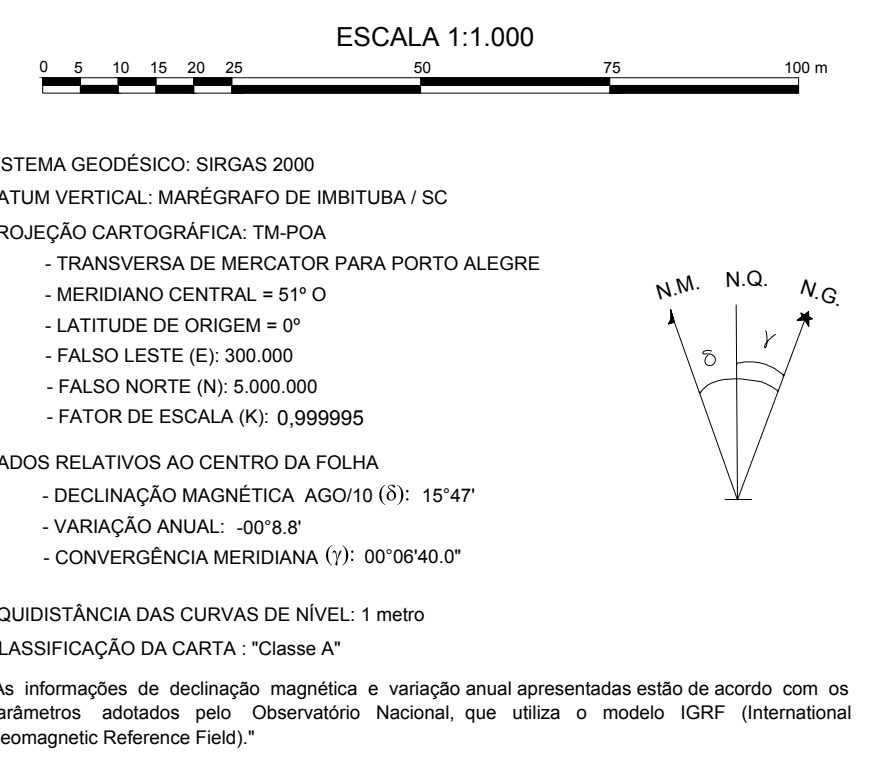 ESCALA 1:1.000
0 5 10 15 20 25 50 75 100 m
ISTEMA GEODÉSICO: SIRGAS 2000
ATUM VERTICAL: MARÉGRAFO DE IMBITUBA / SC
ROJEÇÃO CARTOGRÁFICA: TM-POA
- TRANSVERSA DE MERCATOR PARA PORTO ALEGRE
- MERIDIANO CENTRAL = 51º O
- LATITUDE DE ORIGEM = 0º
- FALSO LESTE (E): 300.000
- FALSO NORTE (N): 5.000.000
- FATOR DE ESCALA (K): 0,999995
N.M. N.Q. N.G.
δ γ
ADOS RELATIVOS AO CENTRO DA FOLHA
- DECLINAÇÃO MAGNÉTICA AGO/10 (δ): 15°47'
- VARIAÇÃO ANUAL: -00°8.8'
- CONVERGÊNCIA MERIDIANA (γ): 00°06'40.0"
QUIDISTÂNCIA DAS CURVAS DE NÍVEL: 1 metro
LASSIFICAÇÃO DA CARTA : "Classe A"
As informações de declinação magnética e variação anual apresentadas estão de acordo com os
arâmetros adotados pelo Observatório Nacional, que utiliza o modelo IGRF (International
eomagnetic Reference Field)."